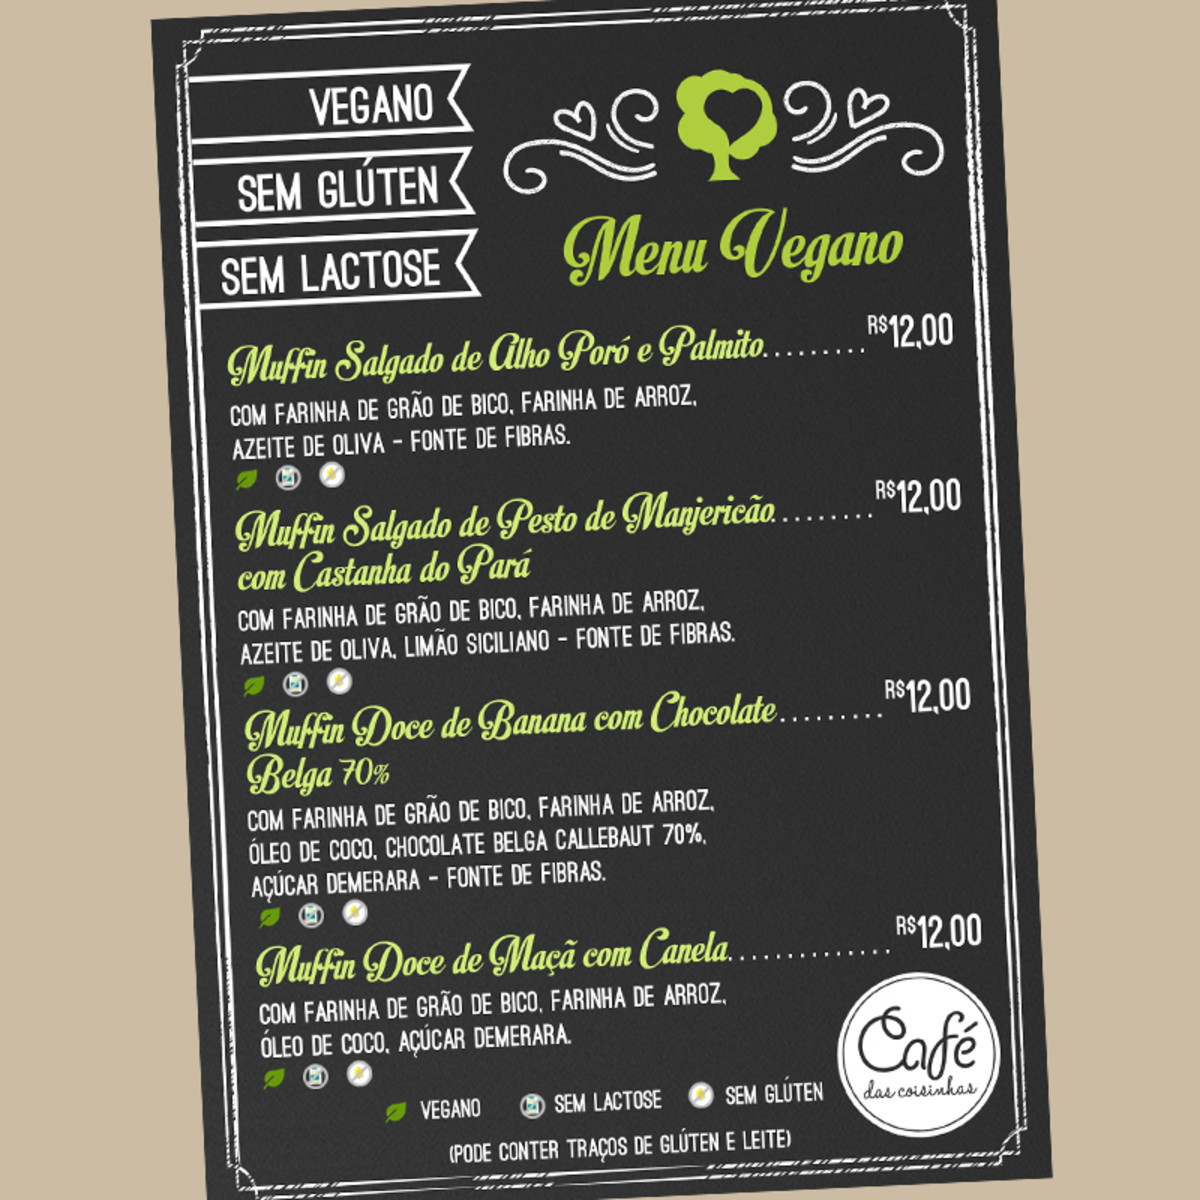 VEGANO
SEM GLÚTEN
SEM LACTOSE
Menu Vegano
Muffin Salgado de Alho Poró e Palmito.........R$12,00
COM FARINHA DE GRÃO DE BICO, FARINHA DE ARROZ,
AZEITE DE OLIVA - FONTE DE FIBRAS.
Muffin Salgado de Pesto de Manjericão.........R$12,00
com Castanha do Pará
COM FARINHA DE GRÃO DE BICO, FARINHA DE ARROZ,
AZEITE DE OLIVA, LIMÃO SICILIANO - FONTE DE FIBRAS.
Muffin Doce de Banana com Chocolate.........R$12,00
Belga 70%
COM FARINHA DE GRÃO DE BICO, FARINHA DE ARROZ,
ÓLEO DE COCO, CHOCOLATE BELGA CALLEBAUT 70%,
AÇÚCAR DEMERARA - FONTE DE FIBRAS.
Muffin Doce de Maçã com Canela..............R$12,00
COM FARINHA DE GRÃO DE BICO, FARINHA DE ARROZ,
ÓLEO DE COCO, AÇÚCAR DEMERARA.
Café
das coisinhas
VEGANO SEM LACTOSE SEM GLÚTEN
(PODE CONTER TRAÇOS DE GLÚTEN E LEITE)